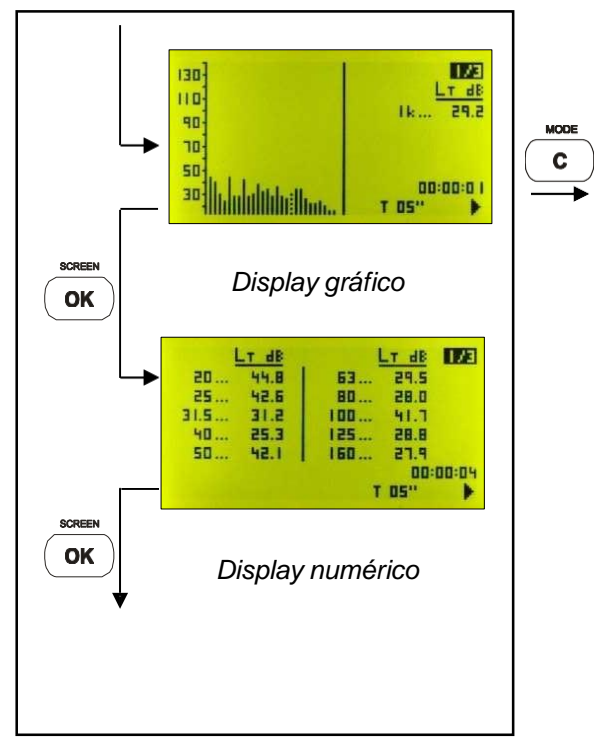 130
1/3
LT dB
110
1k... 29.2
90
MODE
C
70
50
30
00:00:01
T 05"
SCREEN
OK
Display gráfico
LT dB LT dB 1/3
20... 44.8 63... 29.5
25... 42.6 80... 28.0
31.5... 31.2 100... 41.7
40... 25.3 125... 28.8
50... 42.1 160... 27.9
00:00:04
T 05"
SCREEN
OK
Display numérico